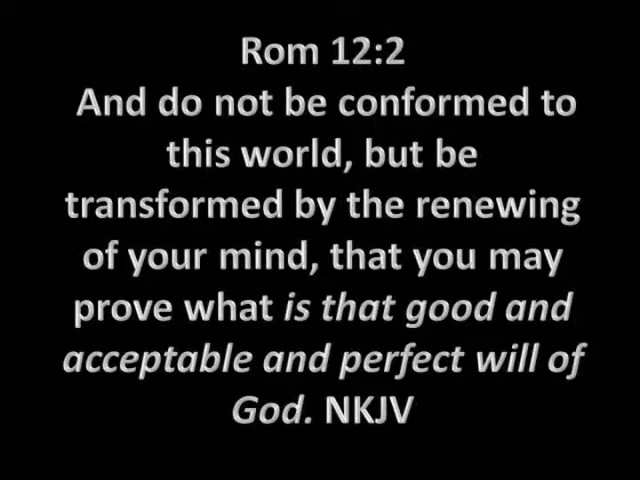 Rom 12:2
And do not be conformed to
this world, but be
transformed by the renewing
of your mind, that you may
prove what is that good and
acceptable and perfect will of
God. NKJV